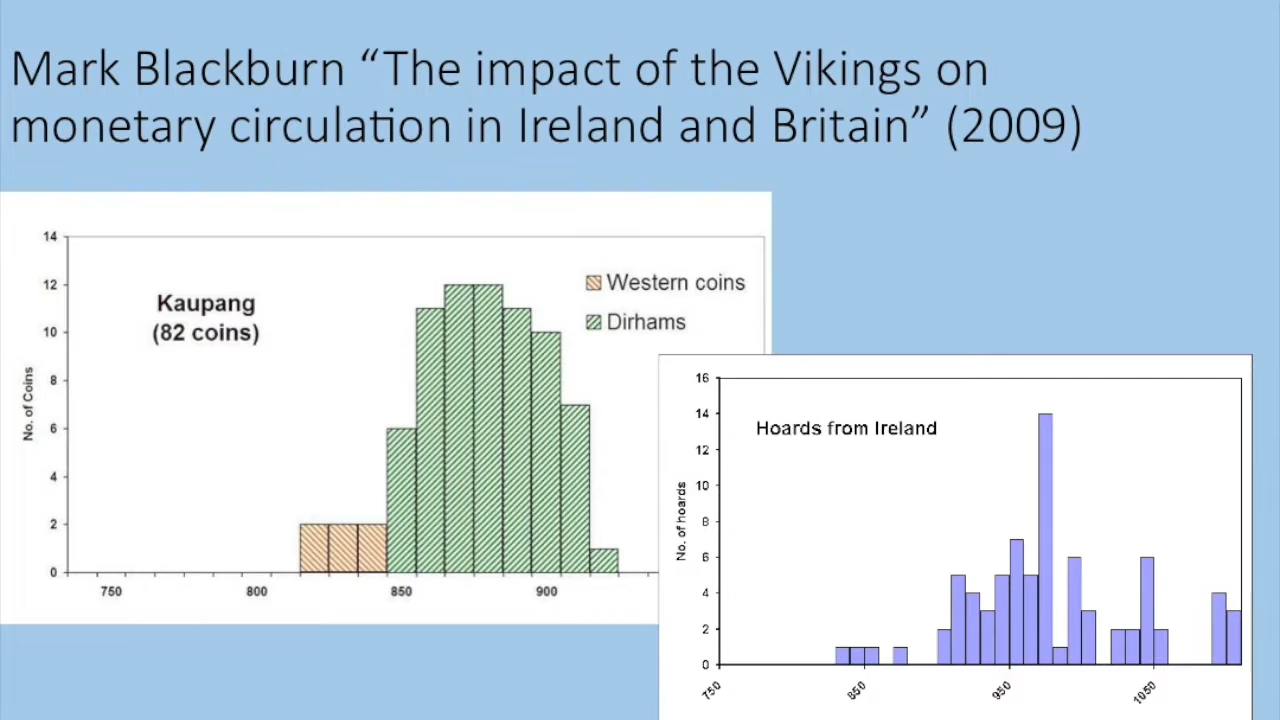 Mark Blackburn “The impact of the Vikings on
monetary circulation in Ireland and Britain” (2009)
14
12
10
8
6
4
2
0
No. of Coins
Kaupang
(82 coins)
Western coins
Dirhams
750
800
850
900
16
14
12
10
8
6
4
2
0
No. of hoards
Hoards from Ireland
750
850
950
1050